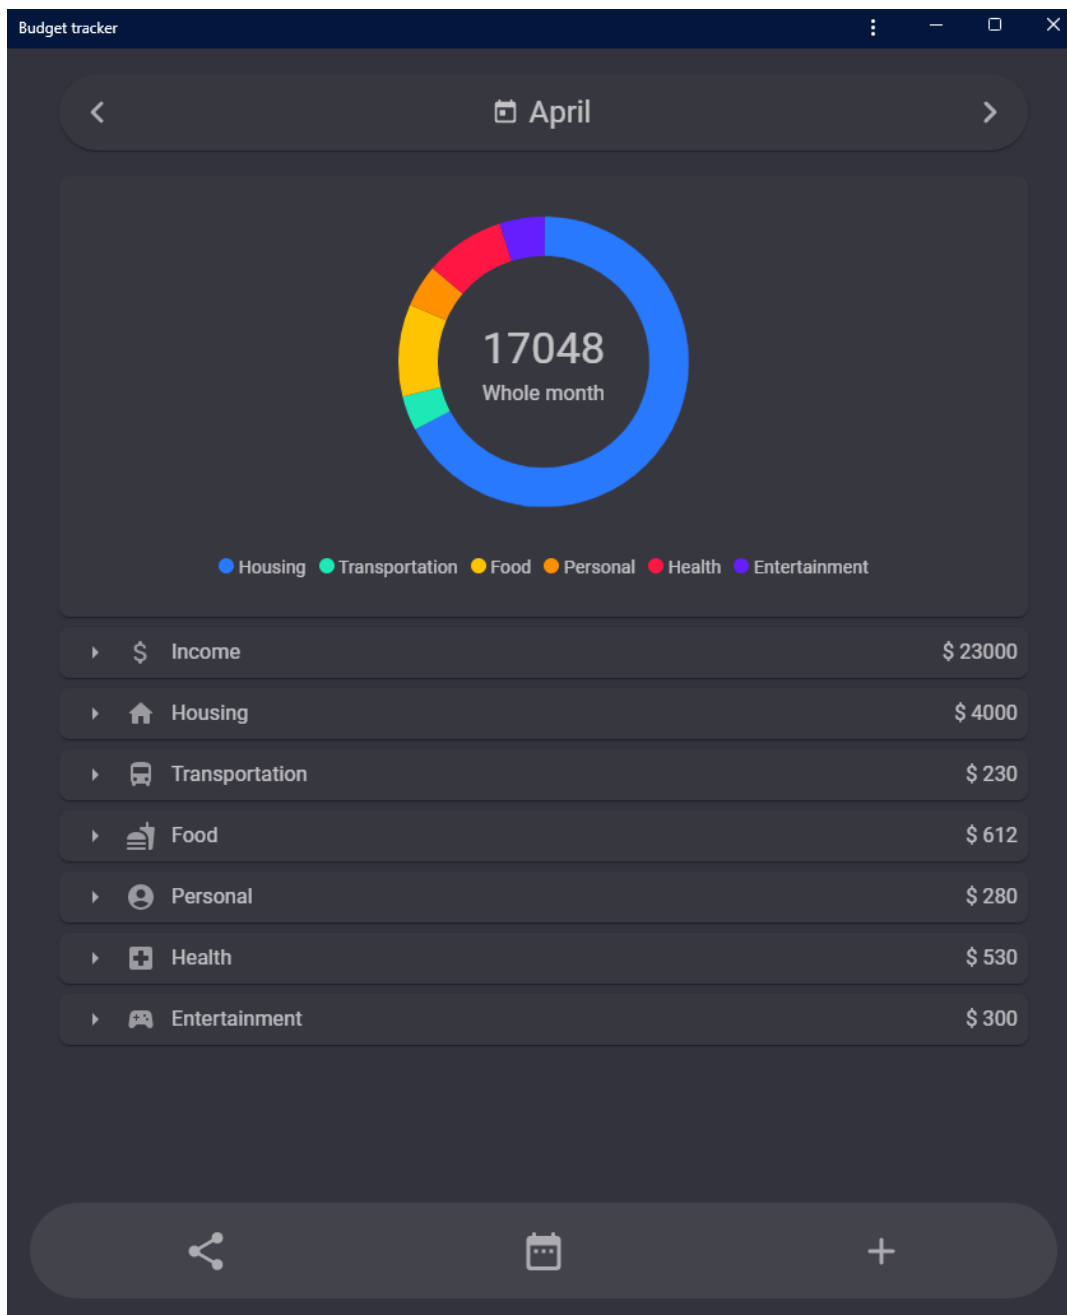 Budget tracker
April
17048
Whole month
Housing Transportation Food Personal Health Entertainment
Income $ 23000
Housing $ 4000
Transportation $ 230
Food $ 612
Personal $ 280
Health $ 530
Entertainment $ 300